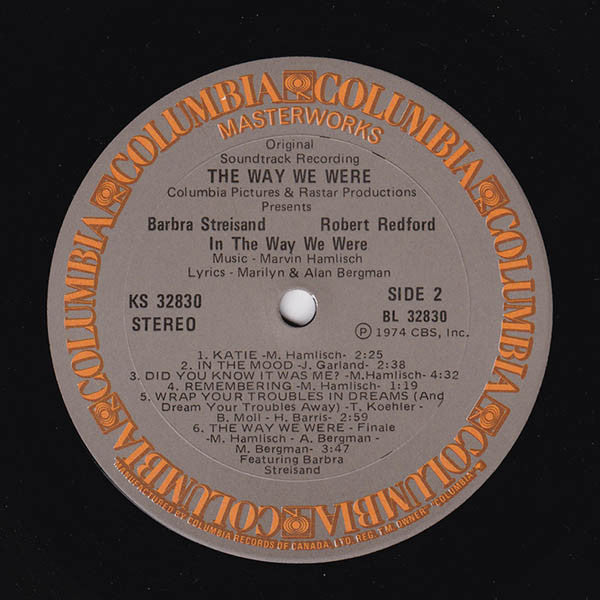 COLUMBIA COLUMBIA COLUMBIA COLUMBIA COLUMBIA COLUMBIA COLUMBIA COLUMBIA
MASTERWORKS
Original
Soundtrack Recording
THE WAY WE WERE
Columbia Pictures & Rastar Productions
Presents
Barbra Streisand Robert Redford
In The Way We Were
Music - Marvin Hamlisch
Lyrics - Marilyn & Alan Bergman
KS 32830
STEREO
SIDE 2
BL 32830
Ⓟ 1974 CBS, Inc.
1. KATIE -M. Hamlisch- 2:25
2. IN THE MOOD -J. Garland- 2:38
3. DID YOU KNOW IT WAS ME? -M.Hamlisch-4:32
4. REMEMBERING -M. Hamlisch- 1:19
5. WRAP YOUR TROUBLES IN DREAMS (And
Dream Your Troubles Away) -T. Koehler -
B. Moll - H. Barris- 2:59
6. THE WAY WE WERE - Finale
-M. Hamlisch - A. Bergman -
M. Bergman- 3:47
Featuring Barbra
Streisand
MANUFACTURED BY COLUMBIA RECORDS OF CANADA, LTD. REG. T.M. OWNER "COLUMBIA"